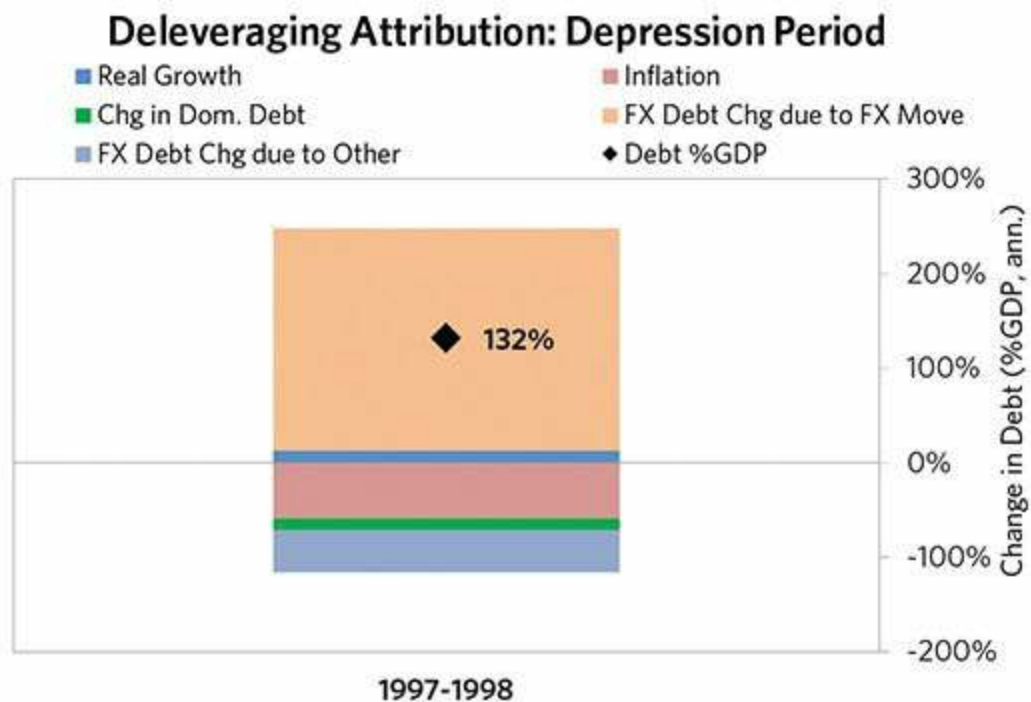 Deleveraging Attribution: Depression Period
Real Growth
Inflation
Chg in Dom. Debt
FX Debt Chg due to FX Move
FX Debt Chg due to Other
Debt %GDP
300%
200%
100%
0%
-100%
-200%
Change in Debt (%GDP, ann.)
132%
1997-1998